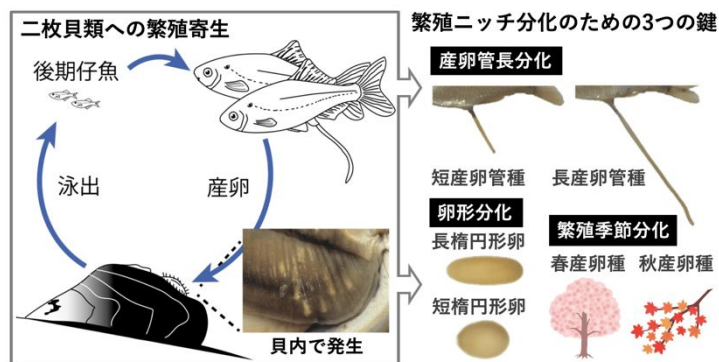 二枚貝類への繁殖寄生
後期仔魚
泳出
産卵
貝内で発生
繁殖ニッチ分化のための3つの鍵
産卵管長分化
短産卵管種
長産卵管種
卵形分化
長楕円形卵
短楕円形卵
繁殖季節分化
春産卵種
秋産卵種